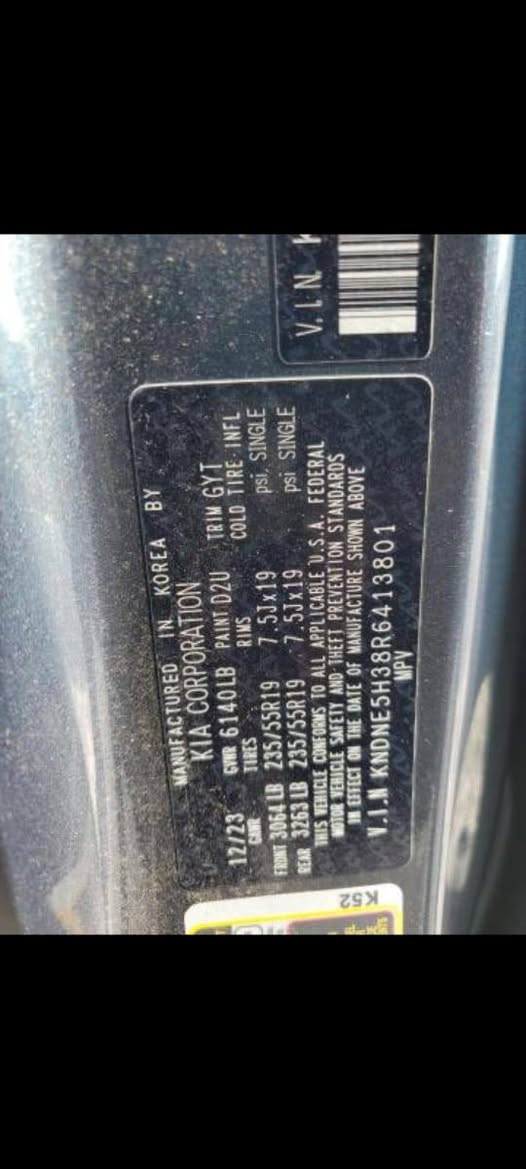 V.I.N. K
MANUFACTURED IN KOREA BY
KIA CORPORATION
12/23 GVWR 6140LB PAINT D2U TRIM GYT
GAWR TIRES RIMS COLD TIRE INFL
FRONT 3064LB 235/55R19 7.5Jx19 psi, SINGLE
REAR 3263LB 235/55R19 7.5Jx19 psi SINGLE
THIS VEHICLE CONFORMS TO ALL APPLICABLE U.S.A. FEDERAL
MOTOR VEHICLE SAFETY AND THEFT PREVENTION STANDARDS
IN EFFECT ON THE DATE OF MANUFACTURE SHOWN ABOVE
V.I.N KNDNE5H38R6413801
MPV
K52